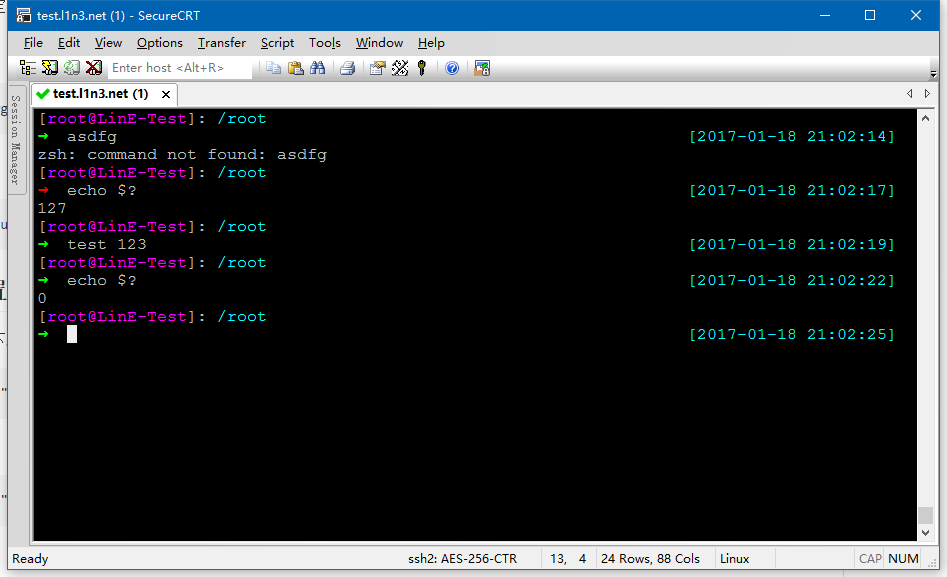 test.l1n3.net (1) - SecureCRT
File Edit View Options Transfer Script Tools Window Help
Enter host <Alt+R>
test.l1n3.net (1)
Session Manager
[root@LinE-Test]: /root
→ asdfg [2017-01-18 21:02:14]
zsh: command not found: asdfg
[root@LinE-Test]: /root
→ echo $? [2017-01-18 21:02:17]
127
[root@LinE-Test]: /root
→ test 123 [2017-01-18 21:02:19]
[root@LinE-Test]: /root
→ echo $? [2017-01-18 21:02:22]
0
[root@LinE-Test]: /root
→ [2017-01-18 21:02:25]
Ready ssh2: AES-256-CTR 13, 4 24 Rows, 88 Cols Linux CAP NUM